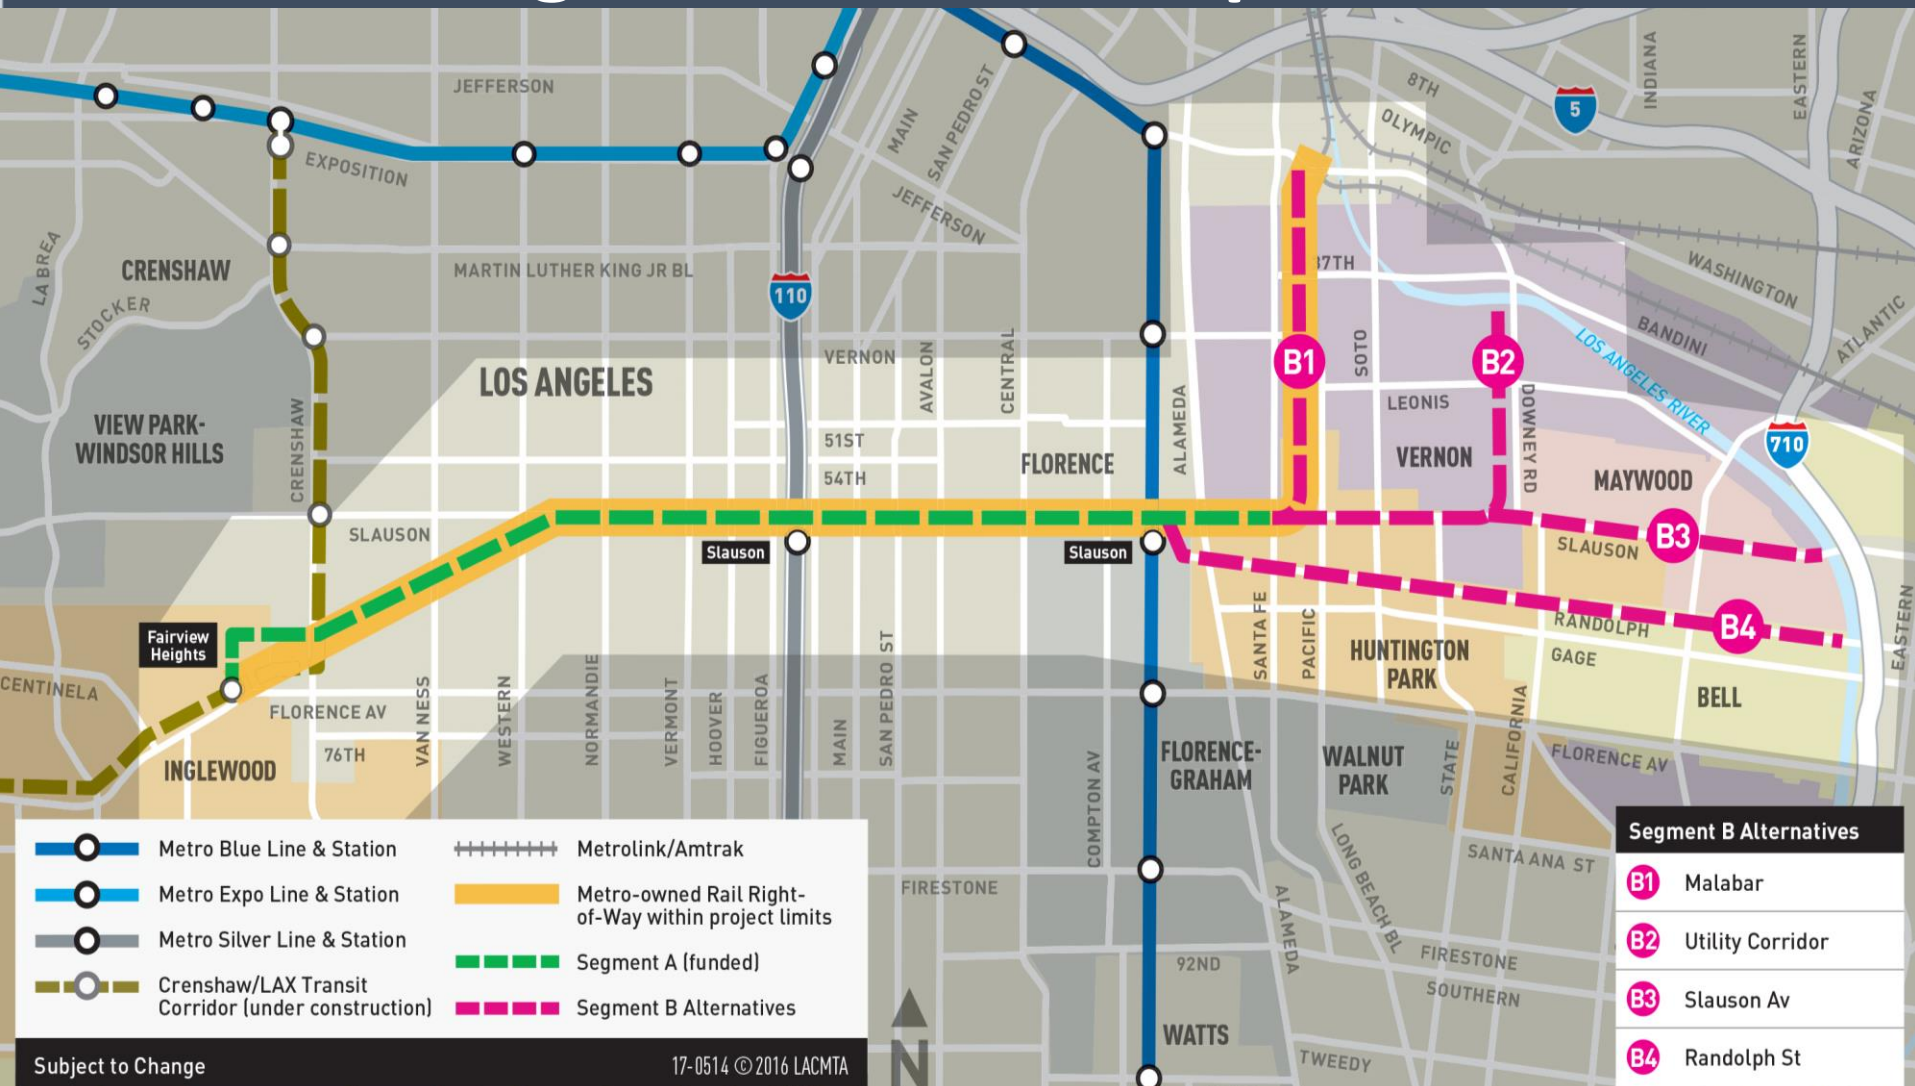 JEFFERSON
MAIN
SAN PEDRO ST
8TH
OLYMPIC
INDIANA
5
EASTERN
ARIZONA
EXPOSITION
JEFFERSON
LA BREA
CRENSHAW
STOCKER
MARTIN LUTHER KING JR BL
110
37TH
WASHINGTON
BANDINI
ATLANTIC
LOS ANGELES RIVER
LOS ANGELES
VERNON
AVALON
CENTRAL
ALAMEDA
B1
SOTO
B2
LEONIS
DOWNEY RD
VIEW PARK-
WINDSOR HILLS
CRENSHAW
51ST
54TH
FLORENCE
VERNON
MAYWOOD
710
SLAUSON
Slauson
Slauson
B3
SLAUSON
Fairview
Heights
SANTA FE
PACIFIC
RANDOLPH
B4
EASTERN
GAGE
HUNTINGTON
PARK
BELL
CENTINELA
FLORENCE AV
VAN NESS
WESTERN
NORMANDIE
VERMONT
HOOVER
FIGUEROA
MAIN
SAN PEDRO ST
76TH
INGLEWOOD
COMPTON AV
FLORENCE-
GRAHAM
WALNUT
PARK
STATE
CALIFORNIA
FLORENCE AV
LONG BEACH BL
SANTA ANA ST
FIRESTONE
ALAMEDA
92ND
FIRESTONE
SOUTHERN
WATTS
TWEEDY
N
Metro Blue Line & Station
Metro Expo Line & Station
Metro Silver Line & Station
Crenshaw/LAX Transit
Corridor (under construction)
Metrolink/Amtrak
Metro-owned Rail Right-
of-Way within project limits
Segment A (funded)
Segment B Alternatives
Subject to Change
17-0514 © 2016 LACMTA
Segment B Alternatives
B1 Malabar
B2 Utility Corridor
B3 Slauson Av
B4 Randolph St